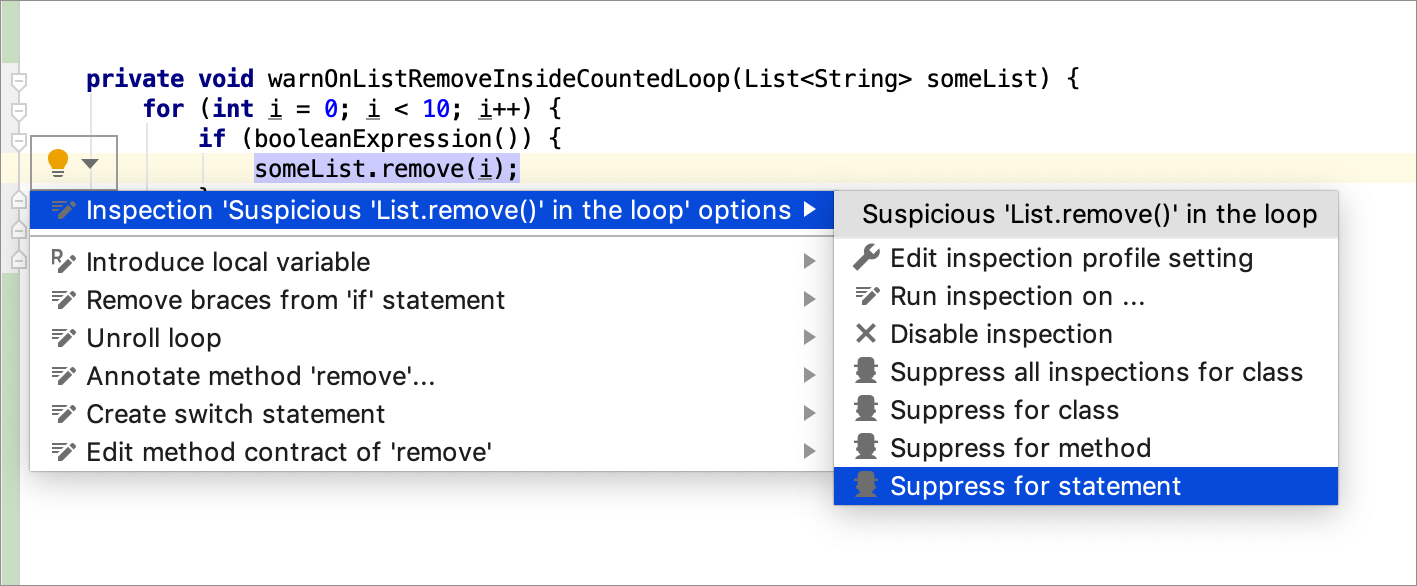 private void warnOnListRemoveInsideCountedLoop(List<String> someList) {
for (int i = 0; i < 10; i++) {
if (booleanExpression()) {
someList.remove(i);
Inspection 'Suspicious 'List.remove()' in the loop' options
Introduce local variable
Remove braces from 'if' statement
Unroll loop
Annotate method 'remove'...
Create switch statement
Edit method contract of 'remove'
Suspicious 'List.remove()' in the loop
Edit inspection profile setting
Run inspection on ...
Disable inspection
Suppress all inspections for class
Suppress for class
Suppress for method
Suppress for statement